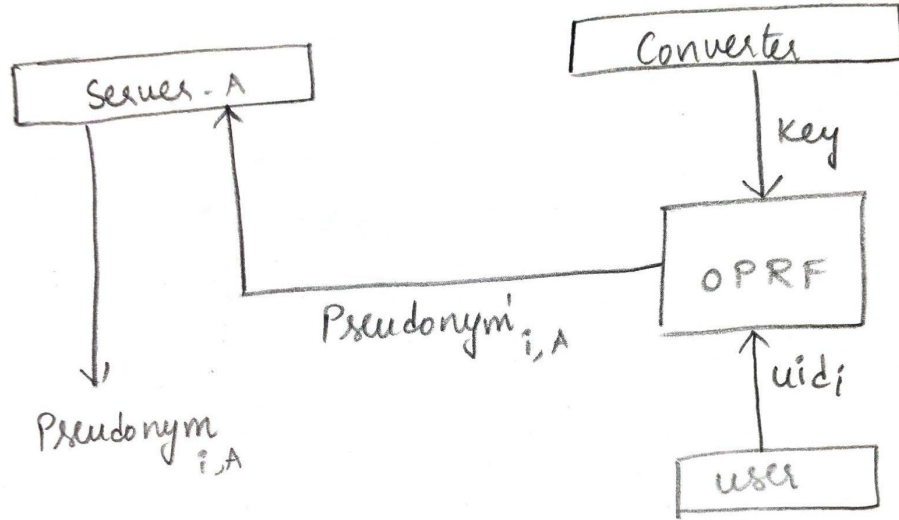 Converter
Server-A
key
OPRF
Pseudonym'i,A
uidi
Pseudonymi,A
user